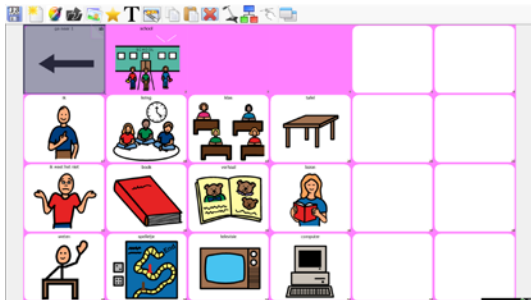 T
school
ik
kring
klas
tafel
ik weet het niet
boek
verhaal
lezen
televisie
computer